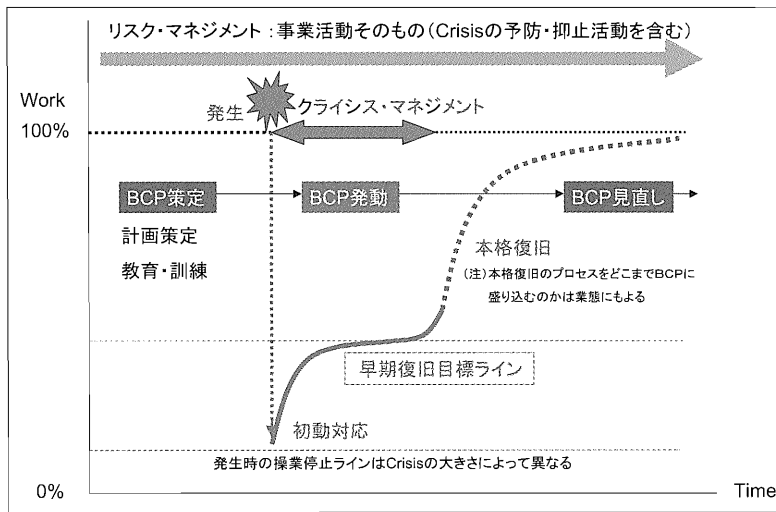 リスク・マネジメント：事業活動そのもの（Crisisの予防・抑止活動を含む）
Work
発生
クライシス・マネジメント
100%
BCP策定
BCP発動
BCP見直し
計画策定
教育・訓練
本格復旧
（注）本格復旧のプロセスをどこまでBCPに
盛り込むのかは業態にもよる
早期復旧目標ライン
初動対応
発生時の操業停止ラインはCrisisの大きさによって異なる
0%
Time